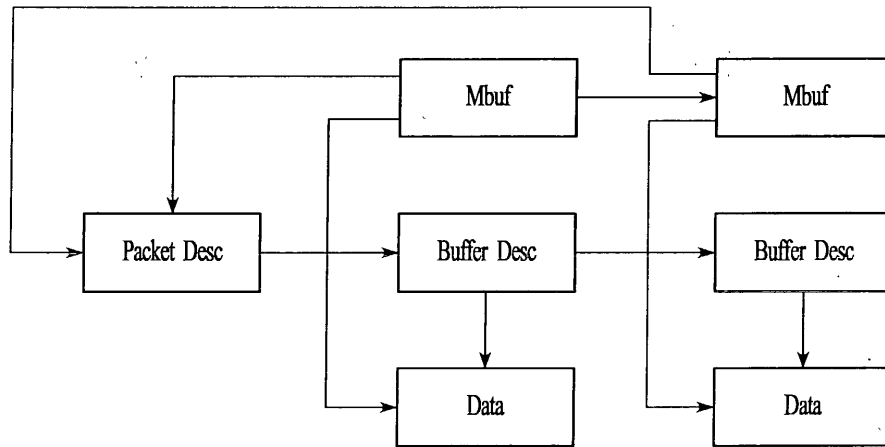 Mbuf
Mbuf
Packet Desc
Buffer Desc
Buffer Desc
Data
Data